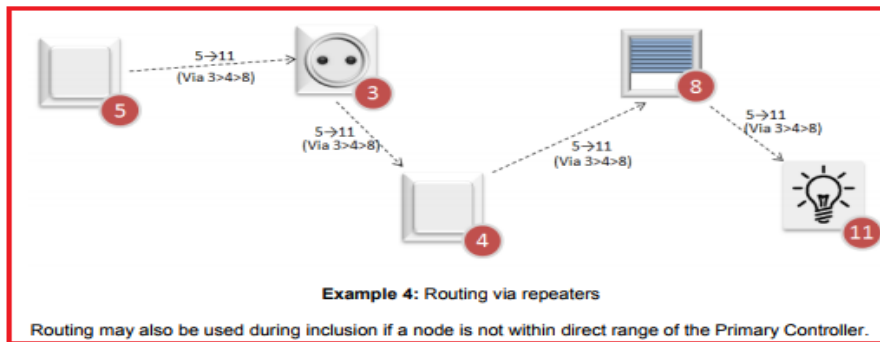 5→11
(Via 3>4>8)
5
3
5→11
(Via 3>4>8)
4
5→11
(Via 3>4>8)
8
5→11
(Via 3>4>8)
11
Example 4: Routing via repeaters
Routing may also be used during inclusion if a node is not within direct range of the Primary Controller.